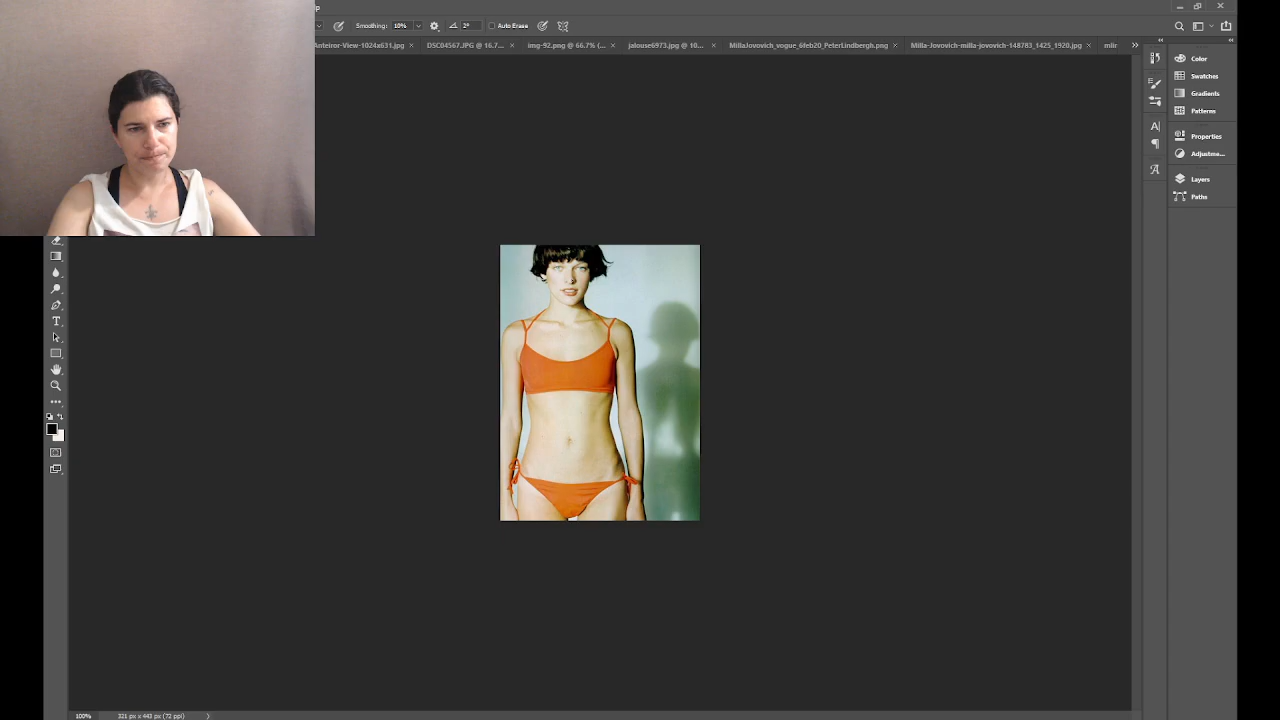 Smoothing: 10% 2° Auto Erase
Anteiror-View-1024x631.jpg DSC04567.JPG @ 16.7... img-92.png @ 66.7% (... jalouse6973.jpg @ 10... MillaJovovich_vogue_6feb20_PeterLindbergh.png Milla-Jovovich-milla-jovovich-148783_1425_1920.jpg
Color
Swatches
Gradients
Patterns
Properties
Adjustme...
Layers
Paths
100% 321 px x 443 px (72 ppi)